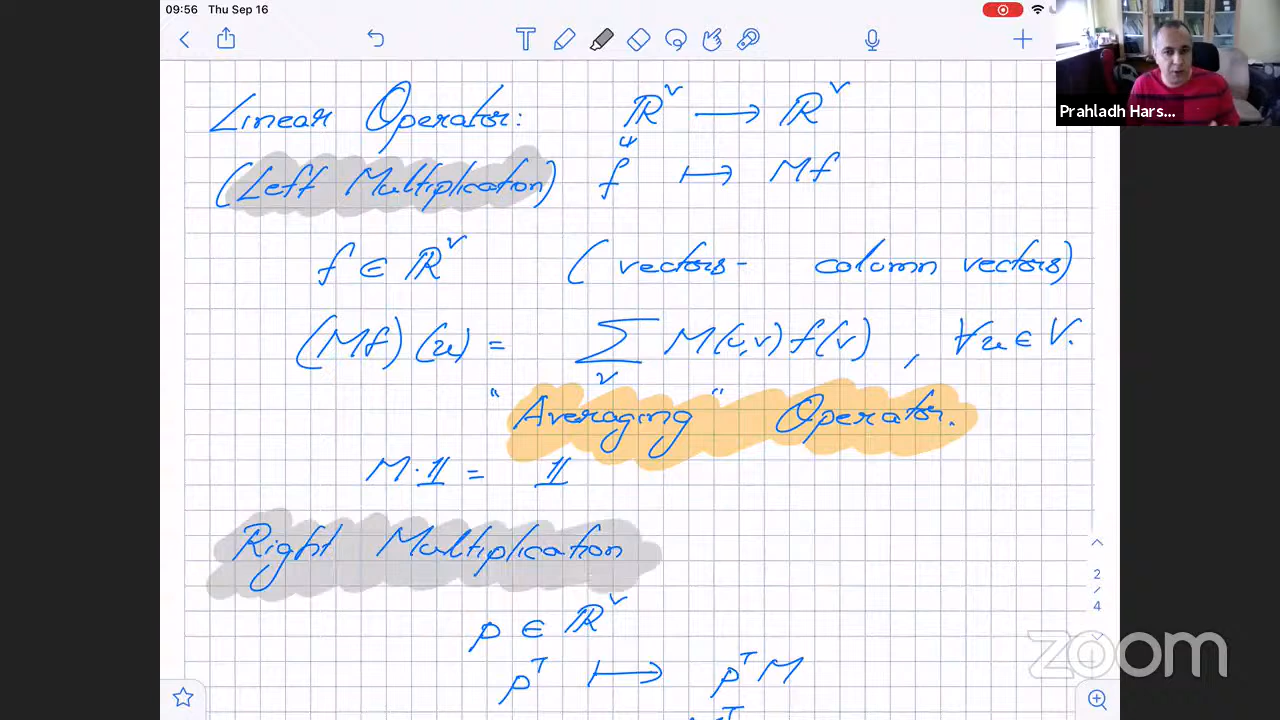 09:56 Thu Sep 16
Prahladh Hars...
Linear Operator: ℝ^V ⟶ ℝ^V
(Left Multiplication) f ↦ Mf
f ∈ ℝ^V (vectors - column vectors)
(Mf)(u) = ∑_v M(u,v) f(v), ∀u ∈ V.
"Averaging" Operator.
M·𝟙 = 𝟙
Right Multiplication
p ∈ ℝ^V
p^T ⟼ p^T M
2
/
4
zoom